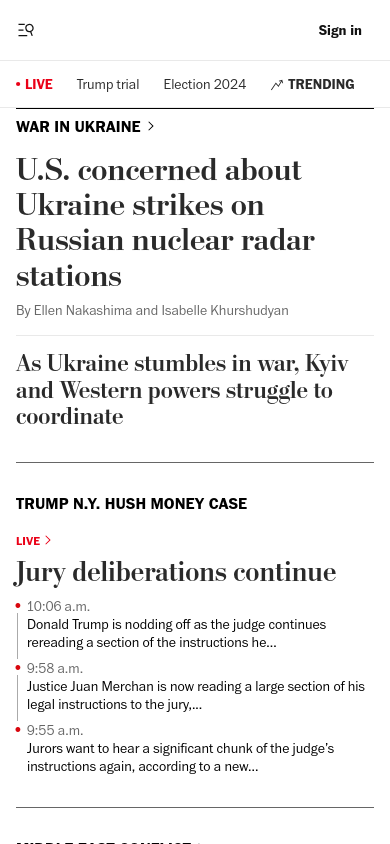 Sign in
LIVE
Trump trial
Election 2024
TRENDING
WAR IN UKRAINE
U.S. concerned about
Ukraine strikes on
Russian nuclear radar
stations
By Ellen Nakashima and Isabelle Khurshudyan
As Ukraine stumbles in war, Kyiv
and Western powers struggle to
coordinate
TRUMP N.Y. HUSH MONEY CASE
LIVE
Jury deliberations continue
10:06 a.m.
Donald Trump is nodding off as the judge continues
rereading a section of the instructions he…
9:58 a.m.
Justice Juan Merchan is now reading a large section of his
legal instructions to the jury,…
9:55 a.m.
Jurors want to hear a significant chunk of the judge’s
instructions again, according to a new…